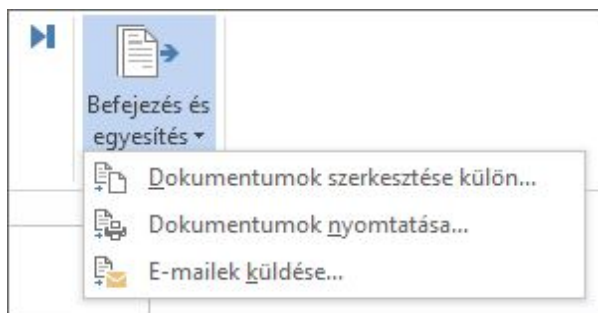 Befejezés és
egyesítés
Dokumentumok szerkesztése külön...
Dokumentumok nyomtatása...
E-mailek küldése...